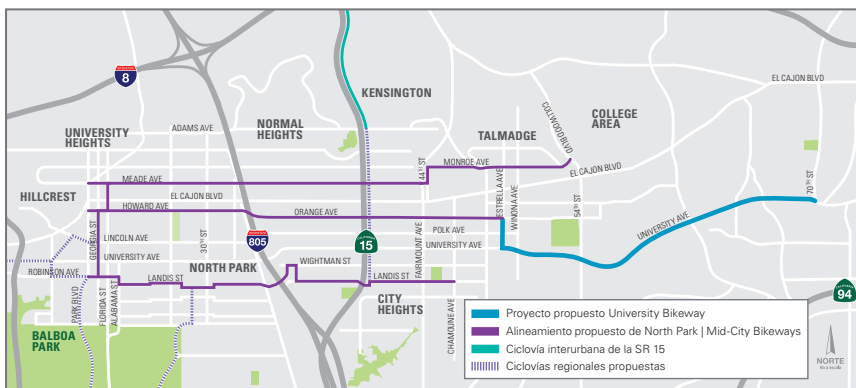 INTERSTATE
8
KENSINGTON
EL CAJON BLVD
COLLWOOD BLVD
COLLEGE
AREA
UNIVERSITY
HEIGHTS
ADAMS AVE
NORMAL
HEIGHTS
TALMADGE
44TH ST
MONROE AVE
EL CAJON BLVD
MEADE AVE
EL CAJON BLVD
HILLCREST
HOWARD AVE
ORANGE AVE
ESTRELLA AVE
WINONA AVE
54TH ST
70TH ST
UNIVERSITY AVE
GEORGIA ST
LINCOLN AVE
30TH ST
805
CALIFORNIA
15
FAIRMOUNT AVE
POLK AVE
UNIVERSITY AVE
UNIVERSITY AVE
ROBINSON AVE
NORTH PARK
WIGHTMAN ST
LANDIS ST
LANDIS ST
PARK BLVD
FLORIDA ST
ALABAMA ST
CITY
HEIGHTS
CHAMOUNE AVE
BALBOA
PARK
CALIFORNIA
94
Proyecto propuesto University Bikeway
Alineamiento propuesto de North Park | Mid-City Bikeways
Ciclovía interurbana de la SR 15
Ciclovías regionales propuestas
NORTE
No a escala